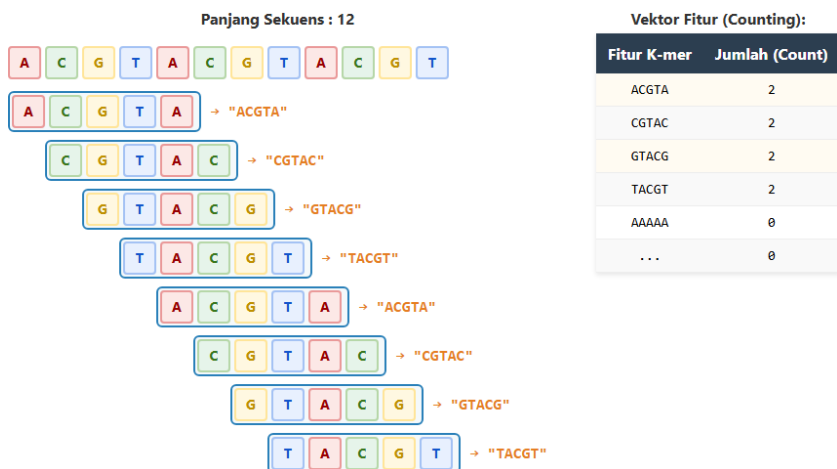 Panjang Sekuens : 12
A C G T A C G T A C G T
A C G T A → "ACGTA"
C G T A C → "CGTAC"
G T A C G → "GTACG"
T A C G T → "TACGT"
A C G T A → "ACGTA"
C G T A C → "CGTAC"
G T A C G → "GTACG"
T A C G T → "TACGT"
Vektor Fitur (Counting):
Fitur K-mer Jumlah (Count)
ACGTA 2
CGTAC 2
GTACG 2
TACGT 2
AAAAA 0
... 0